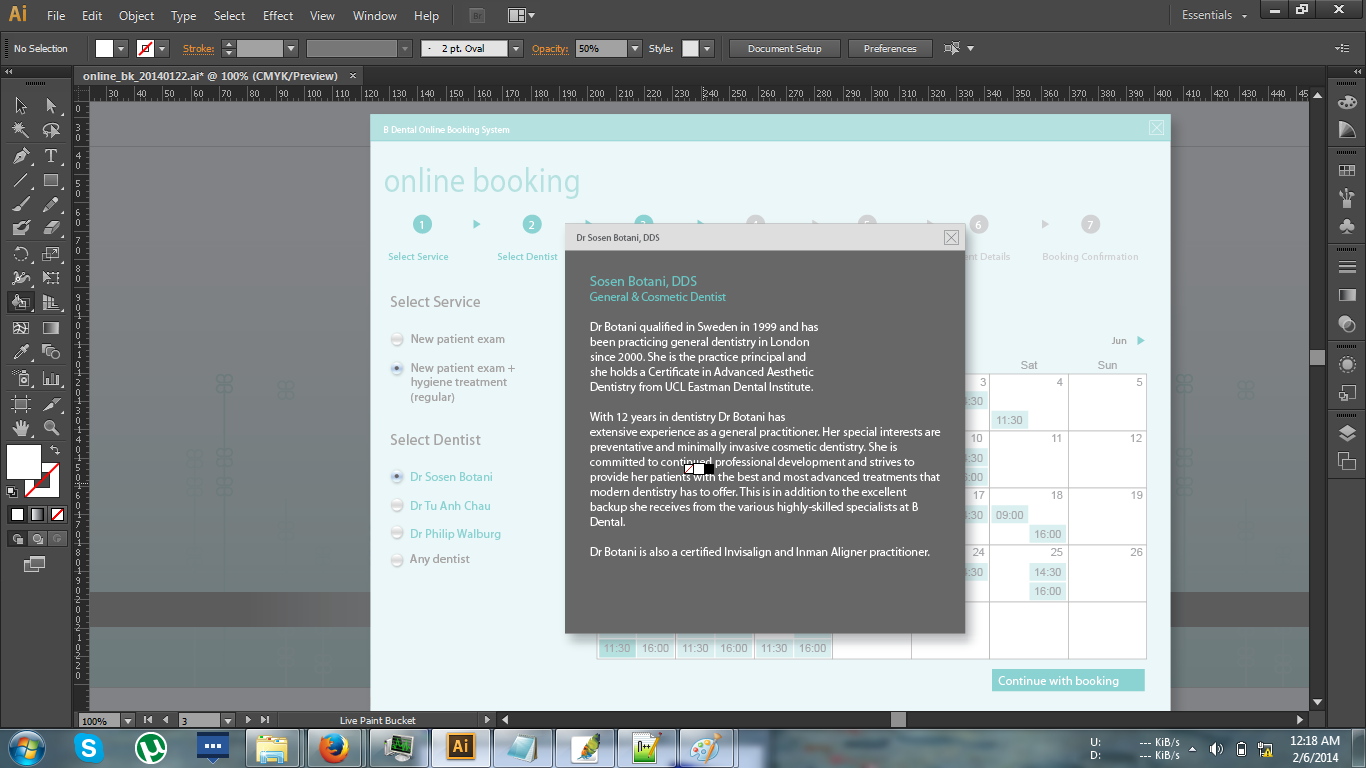 Ai File Edit Object Type Select Effect View Window Help Br Essentials
No Selection Stroke: 2 pt. Oval Opacity: 50% Style: Document Setup Preferences
online_bk_20140122.ai* @ 100% (CMYK/Preview) ×
30 40 50 60 70 80 90 100 110 120 130 140 150 160 170 180 190 200 210 220 230 240 250 260 270 280 290 300 310 320 330 340 350 360 370 380 390 400 410 420 430 440 45
B Dental Online Booking System
online booking
1 2 6 7
Select Service Select Dentist nt Details Booking Confirmation
Select Service
New patient exam
New patient exam +
hygiene treatment
(regular)
Select Dentist
Dr Sosen Botani
Dr Tu Anh Chau
Dr Philip Walburg
Any dentist
Dr Sosen Botani, DDS
Sosen Botani, DDS
General & Cosmetic Dentist
Dr Botani qualified in Sweden in 1999 and has
been practicing general dentistry in London
since 2000. She is the practice principal and
she holds a Certificate in Advanced Aesthetic
Dentistry from UCL Eastman Dental Institute.
With 12 years in dentistry Dr Botani has
extensive experience as a general practitioner. Her special interests are
preventative and minimally invasive cosmetic dentistry. She is
committed to continued professional development and strives to
provide her patients with the best and most advanced treatments that
modern dentistry has to offer. This is in addition to the excellent
backup she receives from the various highly-skilled specialists at B
Dental.
Dr Botani is also a certified Invisalign and Inman Aligner practitioner.
Jun
Sat Sun
3 4 5
:30
11:30
10 11 12
:00
17 18 19
:30 09:00
16:00
24 25 26
:30 14:30
16:00
11:30 16:00 11:30 16:00 11:30 16:00
Continue with booking
100% 3 Live Paint Bucket
Ai
U: --- KiB/s
D: --- KiB/s
12:18 AM
2/6/2014